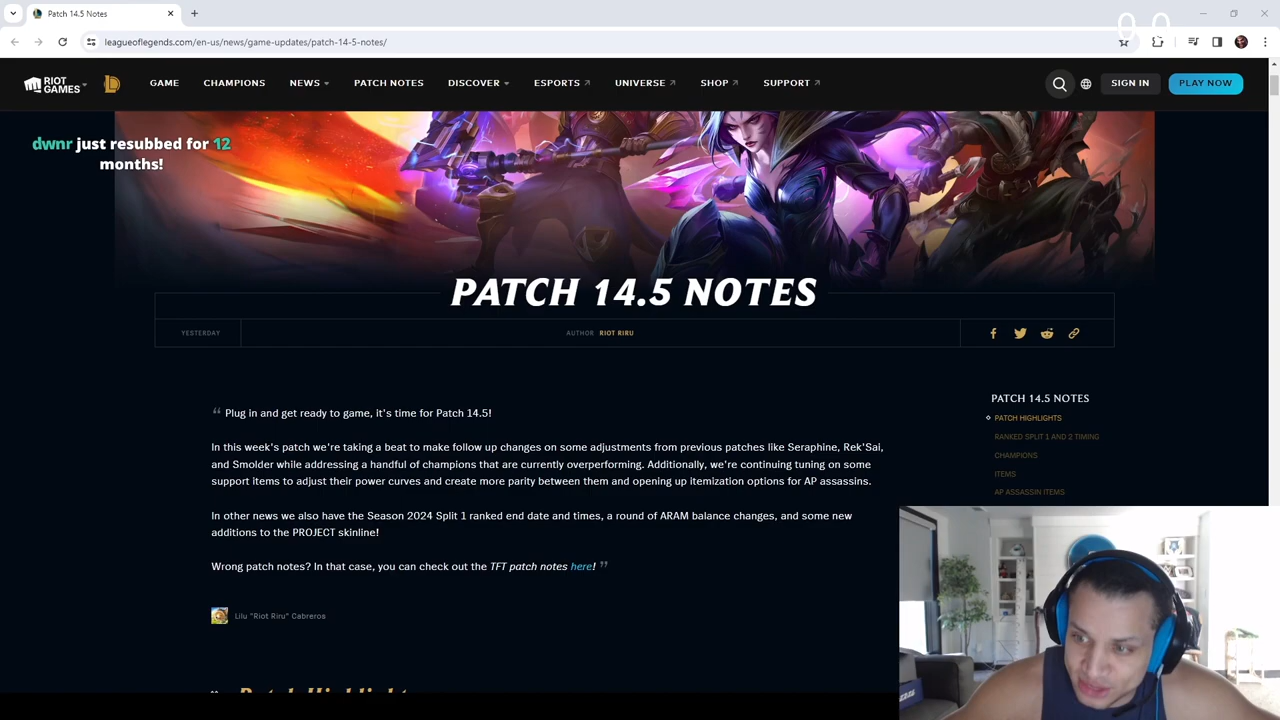 Patch 14.5 Notes
leagueoflegends.com/en-us/news/game-updates/patch-14-5-notes/
0 0
RIOT GAMES
GAME
CHAMPIONS
NEWS
PATCH NOTES
DISCOVER
ESPORTS
UNIVERSE
SHOP
SUPPORT
SIGN IN
PLAY NOW
dwnr just resubbed for 12
months!
PATCH 14.5 NOTES
YESTERDAY
AUTHOR RIOT RIRU
“ Plug in and get ready to game, it's time for Patch 14.5!
In this week's patch we're taking a beat to make follow up changes on some adjustments from previous patches like Seraphine, Rek'Sai,
and Smolder while addressing a handful of champions that are currently overperforming. Additionally, we're continuing tuning on some
support items to adjust their power curves and create more parity between them and opening up itemization options for AP assassins.
In other news we also have the Season 2024 Split 1 ranked end date and times, a round of ARAM balance changes, and some new
additions to the PROJECT skinline!
Wrong patch notes? In that case, you can check out the TFT patch notes here! ”
Lilu "Riot Riru" Cabreros
PATCH 14.5 NOTES
PATCH HIGHLIGHTS
RANKED SPLIT 1 AND 2 TIMING
CHAMPIONS
ITEMS
AP ASSASSIN ITEMS